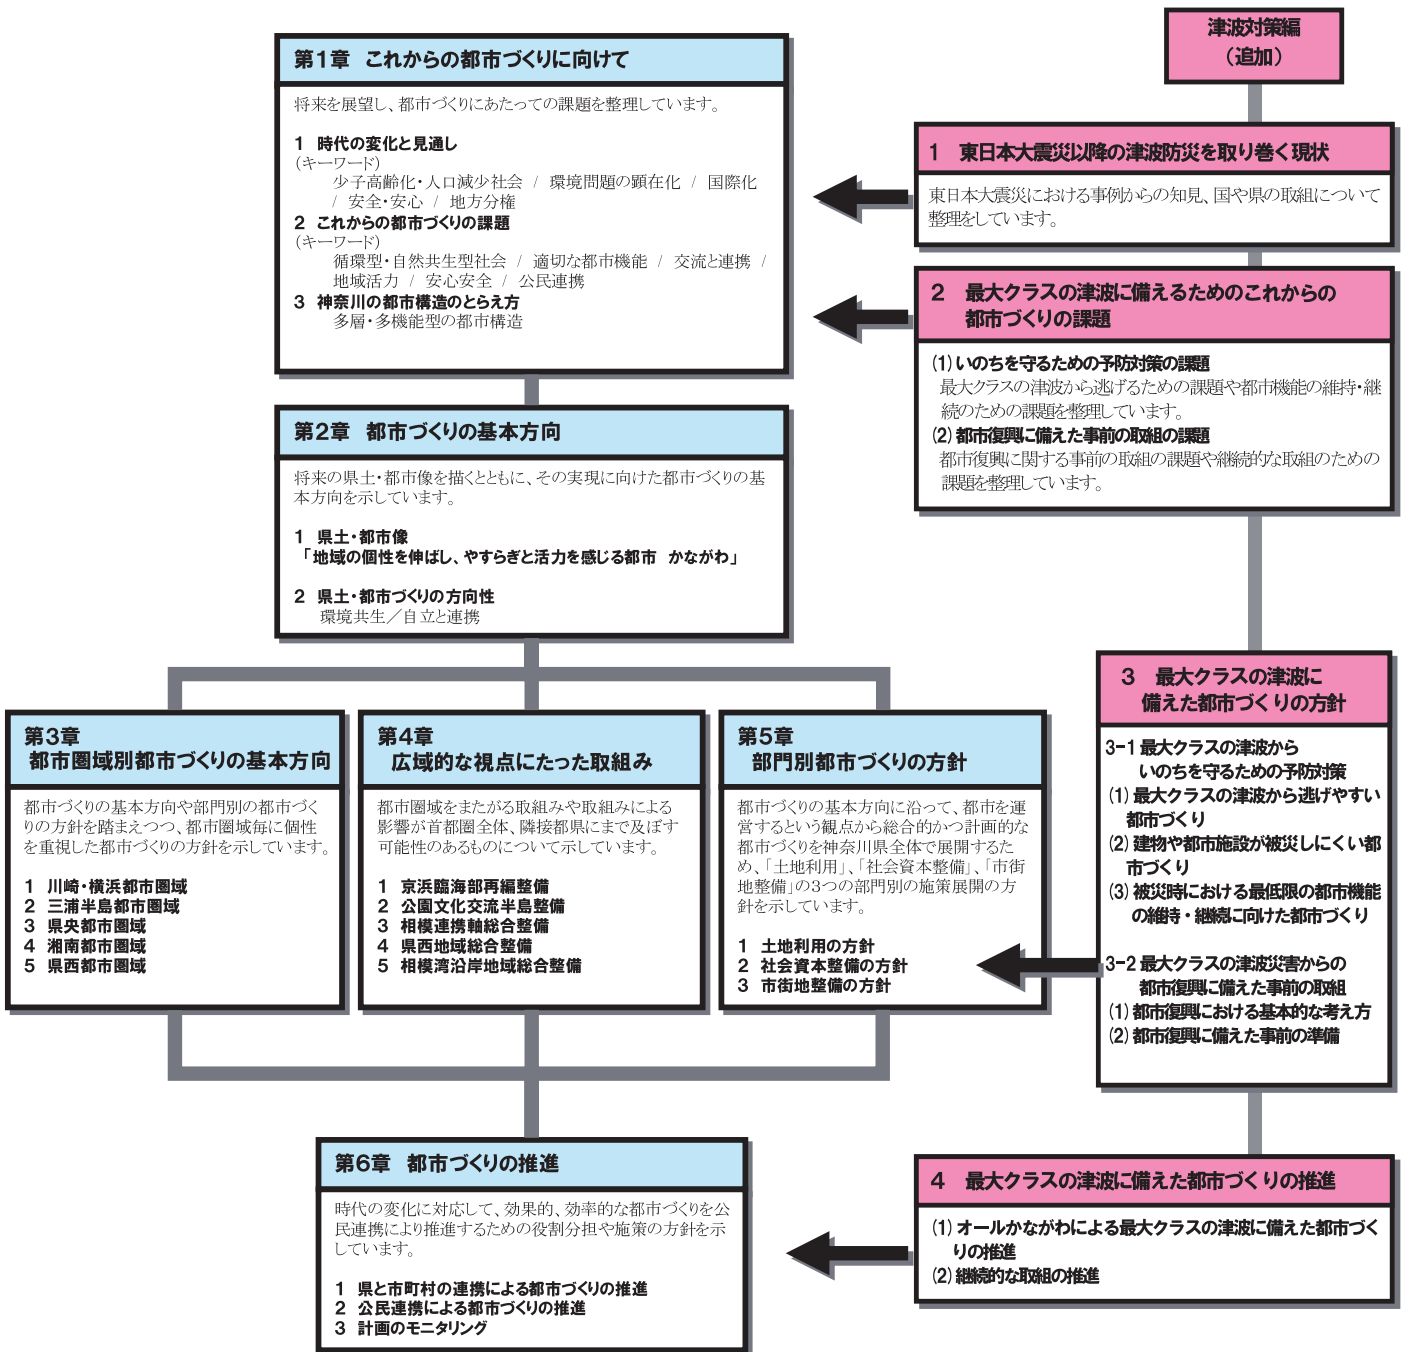 第1章 これからの都市づくりに向けて
将来を展望し、都市づくりにあたっての課題を整理しています。
1 時代の変化と見通し
(キーワード)
少子高齢化・人口減少社会 / 環境問題の顕在化 / 国際化
/ 安全・安心 / 地方分権
2 これからの都市づくりの課題
(キーワード)
循環型・自然共生型社会 / 適切な都市機能 / 交流と連携 /
地域活力 / 安心安全 / 公民連携
3 神奈川の都市構造のとらえ方
多層・多機能型の都市構造
第2章 都市づくりの基本方向
将来の県土・都市像を描くとともに、その実現に向けた都市づくりの基
本方向を示しています。
1 県土・都市像
「地域の個性を伸ばし、やすらぎと活力を感じる都市 かながわ」
2 県土・都市づくりの方向性
環境共生／自立と連携
第3章
都市圏域別都市づくりの基本方向
都市づくりの基本方向や部門別の都市づく
りの方針を踏まえつつ、都市圏域毎に個性
を重視した都市づくりの方針を示しています。
1 川崎・横浜都市圏域
2 三浦半島都市圏域
3 県央都市圏域
4 湘南都市圏域
5 県西都市圏域
第4章
広域的な視点にたった取組み
都市圏域をまたがる取組みや取組みによる
影響が首都圏全体、隣接都県にまで及ぼす
可能性のあるものについて示しています。
1 京浜臨海部再編整備
2 公園文化交流半島整備
3 相模連携軸総合整備
4 県西地域総合整備
5 相模湾沿岸地域総合整備
第5章
部門別都市づくりの方針
都市づくりの基本方向に沿って、都市を運
営するという観点から総合的かつ計画的な
都市づくりを神奈川県全体で展開するた
め、「土地利用」、「社会資本整備」、「市街
地整備」の3つの部門別の施策展開の方
針を示しています。
1 土地利用の方針
2 社会資本整備の方針
3 市街地整備の方針
第6章 都市づくりの推進
時代の変化に対応して、効果的、効率的な都市づくりを公
民連携により推進するための役割分担や施策の方針を示
しています。
1 県と市町村の連携による都市づくりの推進
2 公民連携による都市づくりの推進
3 計画のモニタリング
津波対策編
（追加）
1 東日本大震災以降の津波防災を取り巻く現状
東日本大震災における事例からの知見、国や県の取組について
整理をしています。
2 最大クラスの津波に備えるためのこれからの
都市づくりの課題
(1) いのちを守るための予防対策の課題
最大クラスの津波から逃げるための課題や都市機能の維持・継
続のための課題を整理しています。
(2) 都市復興に備えた事前の取組の課題
都市復興に関する事前の取組の課題や継続的な取組のための
課題を整理しています。
3 最大クラスの津波に
備えた都市づくりの方針
3-1 最大クラスの津波から
いのちを守るための予防対策
(1) 最大クラスの津波から逃げやすい
都市づくり
(2) 建物や都市施設が被災しにくい都
市づくり
(3) 被災時における最低限の都市機能
の維持・継続に向けた都市づくり
3-2 最大クラスの津波災害からの
都市復興に備えた事前の取組
(1) 都市復興における基本的な考え方
(2) 都市復興に備えた事前の準備
4 最大クラスの津波に備えた都市づくりの推進
(1) オールかながわによる最大クラスの津波に備えた都市づく
りの推進
(2) 継続的な取組の推進